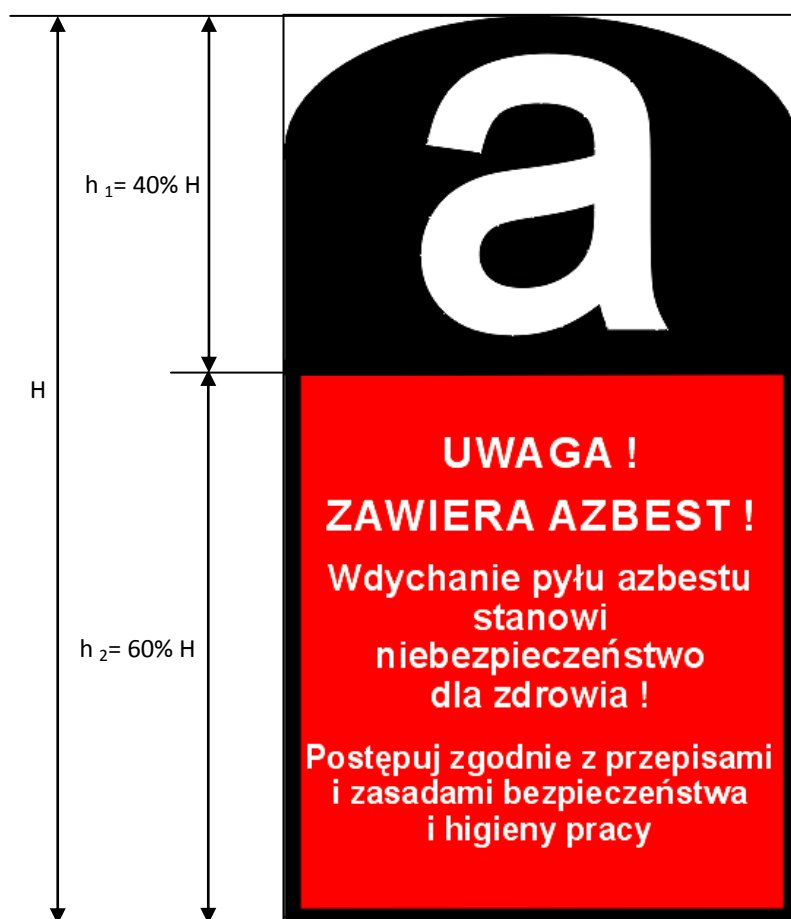 a
h 1= 40% H
H
UWAGA !
ZAWIERA AZBEST !
Wdychanie pyłu azbestu
stanowi
niebezpieczeństwo
dla zdrowia !
h 2= 60% H
Postępuj zgodnie z przepisami
i zasadami bezpieczeństwa
i higieny pracy